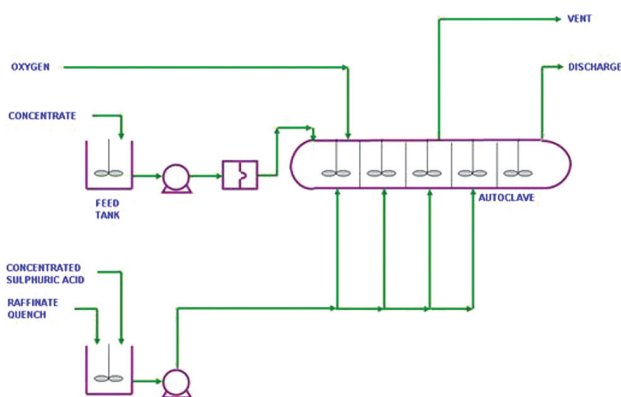 VENT
OXYGEN
DISCHARGE
CONCENTRATE
FEED
TANK
AUTOCLAVE
CONCENTRATED
SULPHURIC ACID
RAFFINATE
QUENCH